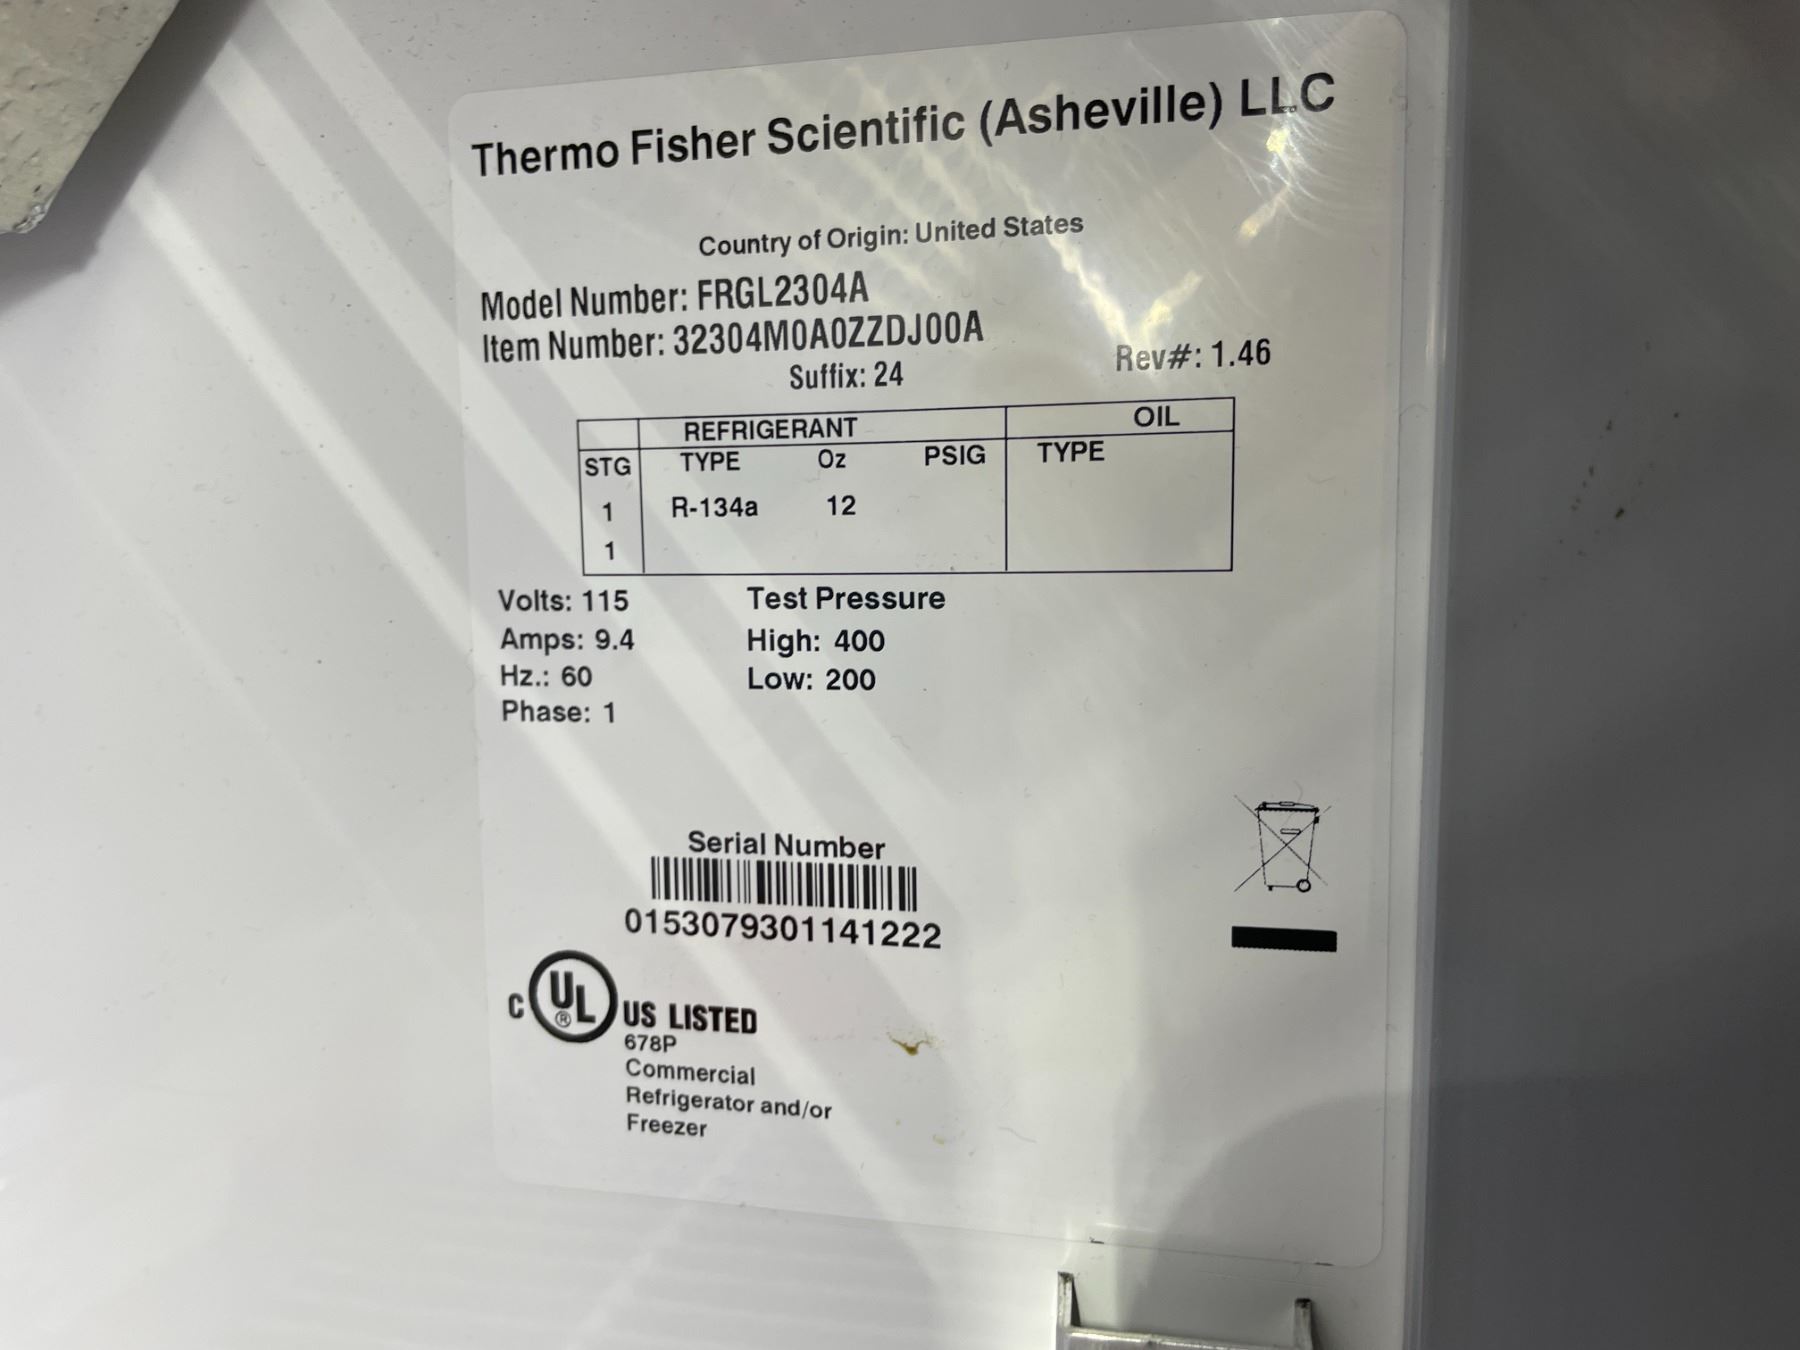 Thermo Fisher Scientific (Asheville) LLC
Country of Origin: United States
Model Number: FRGL2304A
Item Number: 32304M0A0ZZDJ00A
Suffix: 24
Rev#: 1.46
REFRIGERANT OIL
STG TYPE Oz PSIG TYPE
1 R-134a 12
1
Volts: 115
Amps: 9.4
Hz.: 60
Phase: 1
Test Pressure
High: 400
Low: 200
Serial Number
0153079301141222
C UL ® US LISTED
678P
Commercial
Refrigerator and/or
Freezer